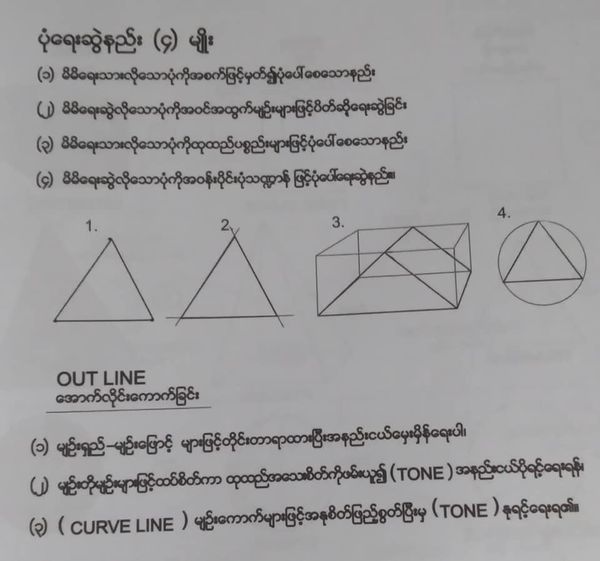 ပုံရေးဆွဲနည်း (၄) မျိုး
(၁) မိမိရေးသားလိုသောပုံကိုအစက်ဖြင့်မှတ်၍ပုံပေါ်စေသောနည်း
(၂) မိမိရေးဆွဲလိုသောပုံကိုအဝင်အထွက်မျဉ်းများဖြင့်ပိတ်ဆို့ရေးဆွဲခြင်း
(၃) မိမိရေးသားလိုသောပုံကိုထုထည်ပစ္စည်းများဖြင့်ပုံပေါ်စေသောနည်း
(၄) မိမိရေးဆွဲလိုသောပုံကိုအဝန်းဝိုင်းပုံသဏ္ဍာန် ဖြင့်ပုံပေါ်ရေးဆွဲနည်း။
1.
2.
3.
4.
OUT LINE
အောက်လိုင်းကောက်ခြင်း
(၁) မျဉ်းရှည်–မျဉ်းဖြောင့် များဖြင့်တိုင်းတာရာထားပြီးအနည်းငယ်မှေးမှိန်ရေးပါ။
(၂) မျဉ်းတိုမျဉ်းများဖြင့်ထပ်စိတ်ကာ ထုထည်အသေးစိတ်ကိုဖမ်းယူ၍ (TONE) အနည်းငယ်ပိုရင့်ရေးရန်။
(၃) ( CURVE LINE ) မျဉ်းကောက်များဖြင့်အနုစိတ်ဖြည့်စွတ်ပြီးမှ (TONE ) နုရင့်ရေးရ၏။